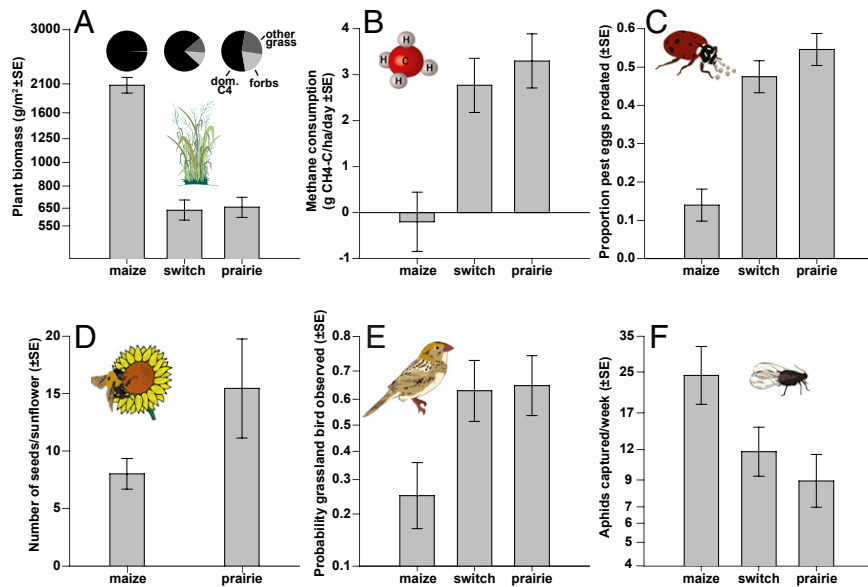 A
3000
2100
1600
1250
1000
800
650
550
Plant biomass (g/m² ±SE)
other
grass
dom.
C4
forbs
maize
switch
prairie
B
4
3
2
1
0
-1
Methane consumption
(g CH4-C/ha/day ±SE)
H
H
C
H
H
maize
switch
prairie
C
0.6
0.5
0.4
0.3
0.2
0.1
0.0
Proportion pest eggs predated (±SE)
maize
switch
prairie
D
20
15
10
5
0
Number of seeds/sunflower (±SE)
maize
prairie
E
0.8
0.7
0.6
0.5
0.4
0.3
0.2
0.1
Probability grassland bird observed (±SE)
maize
switch
prairie
F
35
25
17
12
9
7
6
5
4
Aphids captured/week (±SE)
maize
switch
prairie